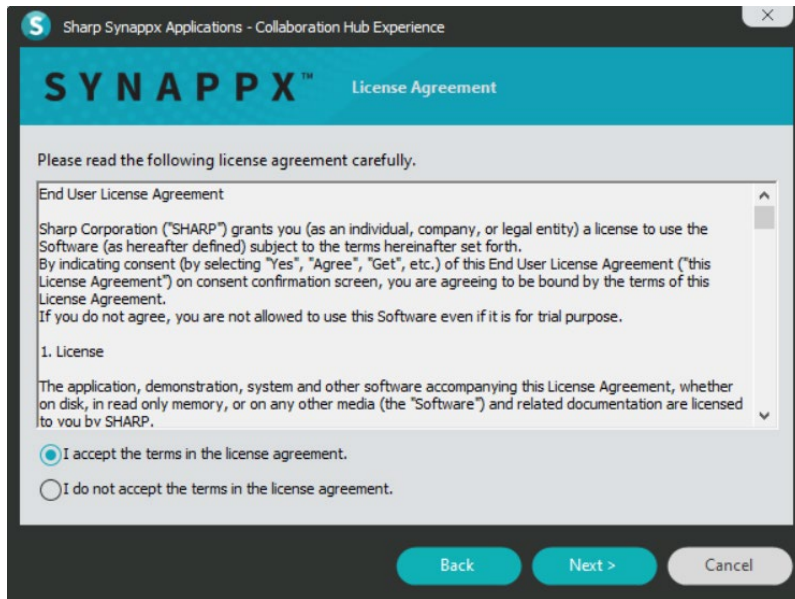 S Sharp Synappx Applications - Collaboration Hub Experience
SYNAPPX™ License Agreement
Please read the following license agreement carefully.
End User License Agreement
Sharp Corporation ("SHARP") grants you (as an individual, company, or legal entity) a license to use the
Software (as hereafter defined) subject to the terms hereinafter set forth.
By indicating consent (by selecting "Yes", "Agree", "Get", etc.) of this End User License Agreement ("this
License Agreement") on consent confirmation screen, you are agreeing to be bound by the terms of this
License Agreement.
If you do not agree, you are not allowed to use this Software even if it is for trial purpose.
1. License
The application, demonstration, system and other software accompanying this License Agreement, whether
on disk, in read only memory, or on any other media (the "Software") and related documentation are licensed
to you by SHARP.
I accept the terms in the license agreement.
I do not accept the terms in the license agreement.
Back Next > Cancel